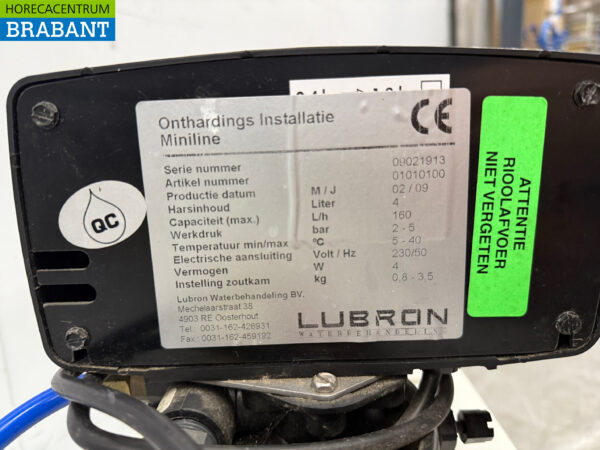 HORECACENTRUM
BRABANT
Onthardings Installatie
Miniline
CE
Serie nummer 09021913
Artikel nummer 01010100
Productie datum M / J 02 / 09
Harsinhoud Liter 4
Capaciteit (max.) L/h 160
Werkdruk bar 2 - 5
Temperatuur min/max °C 5 - 40
Electrische aansluiting Volt / Hz 230/50
Vermogen W 4
Instelling zoutkam kg 0,8 - 3,5
Lubron Waterbehandeling BV.
Mechelaarstraat 38
4903 RE Oosterhout
Tel.: 0031-162-426931
Fax.: 0031-162-459192
LUBRON
WATERBEHANDELING
QC
ATTENTIE
RIOOLAFVOER
NIET VERGETEN